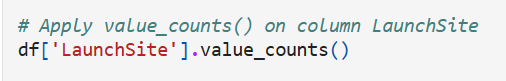 # Apply value_counts() on column LaunchSite
df['LaunchSite'].value_counts()